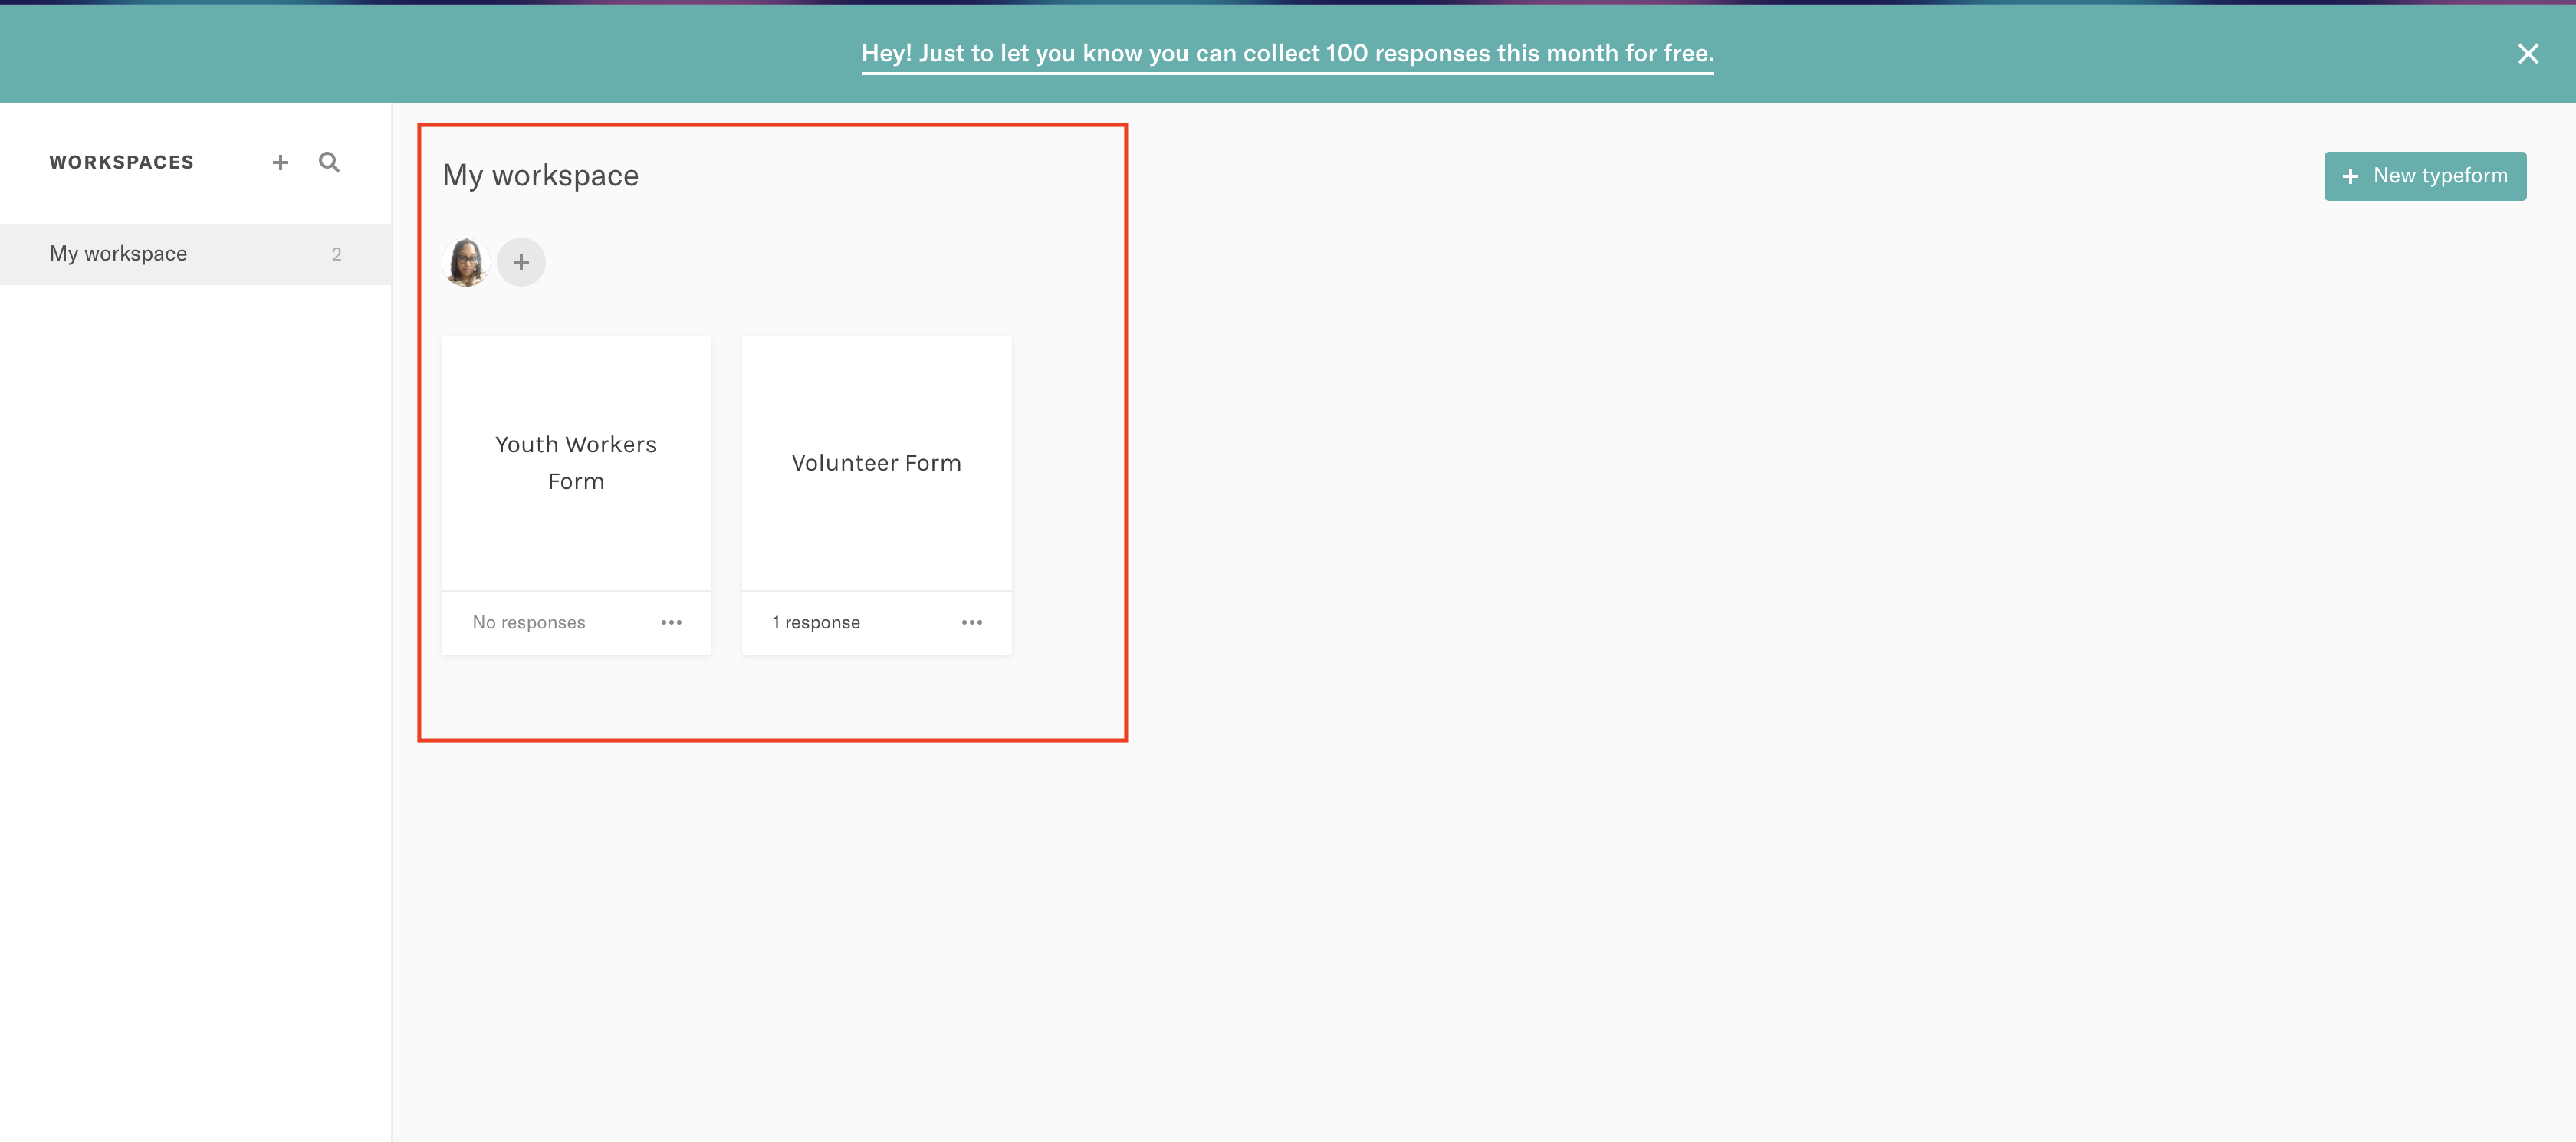 Hey! Just to let you know you can collect 100 responses this month for free.
WORKSPACES
My workspace 2
My workspace
New typeform
Youth Workers
Form
No responses
Volunteer Form
1 response